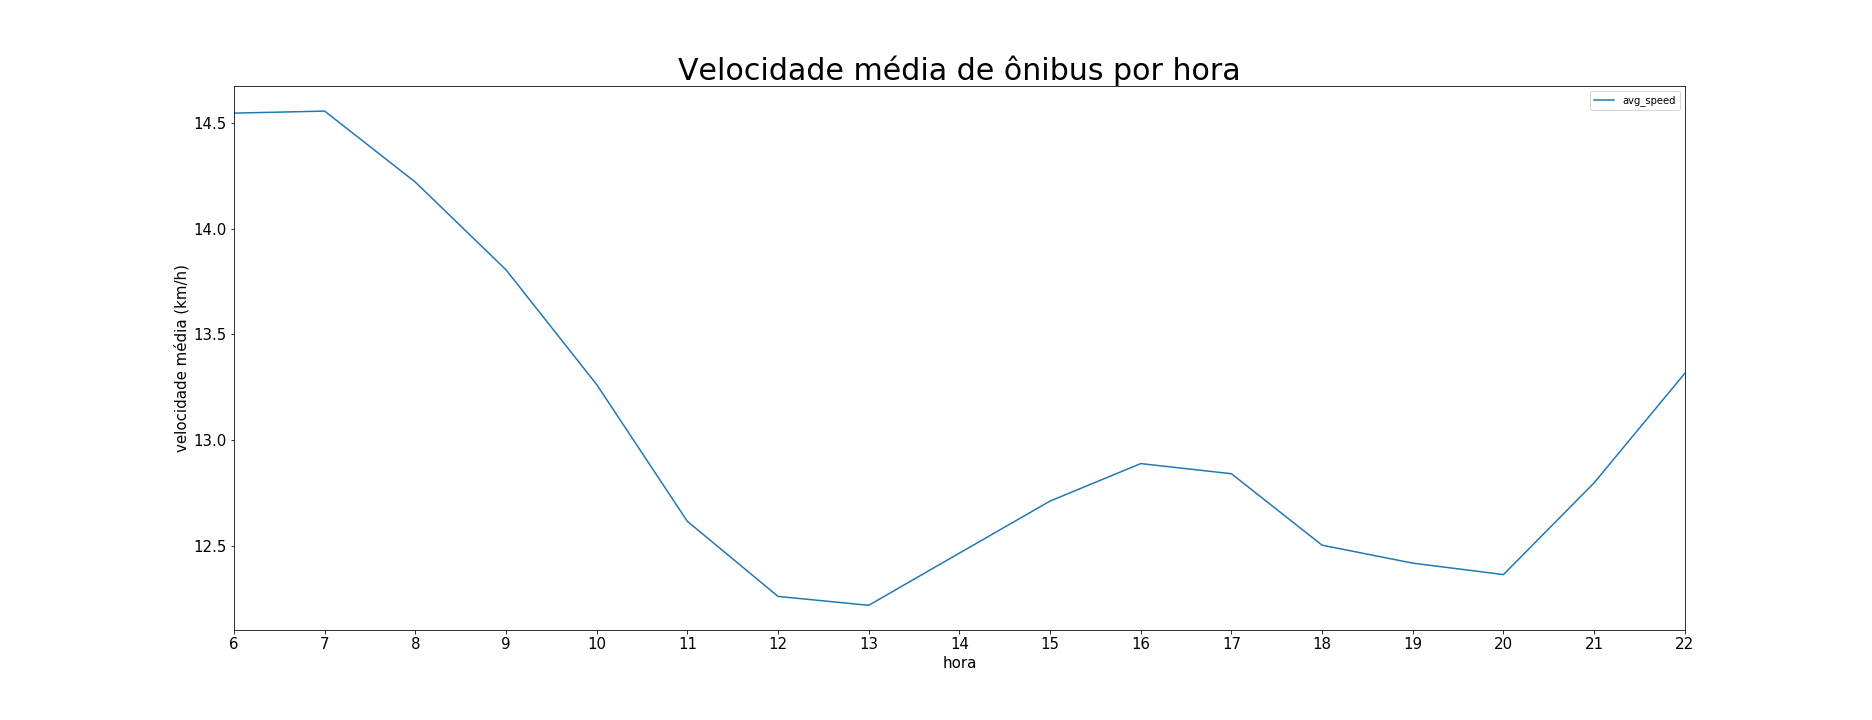 Velocidade média de ônibus por hora
avg_speed
14.5
14.0
13.5
13.0
12.5
velocidade média (km/h)
6 7 8 9 10 11 12 13 14 15 16 17 18 19 20 21 22
hora